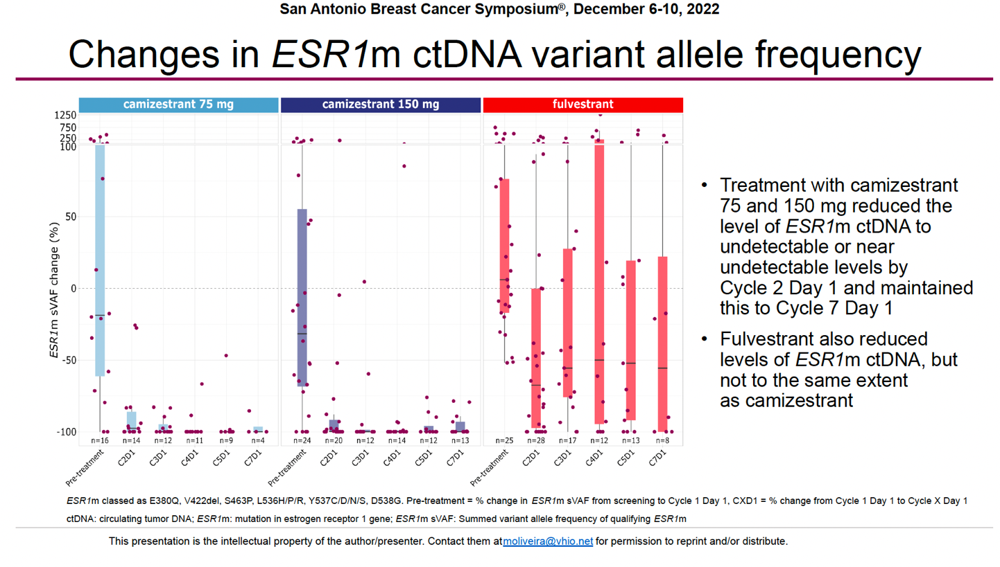 San Antonio Breast Cancer Symposium®, December 6-10, 2022
Changes in ESR1m ctDNA variant allele frequency
camizestrant 75 mg
camizestrant 150 mg
fulvestrant
1250
750
250
100
50
0
-50
-100
ESR1m sVAF change (%)
n=16 n=14 n=12 n=11 n=9 n=4
n=24 n=20 n=12 n=14 n=12 n=13
n=25 n=28 n=17 n=12 n=13 n=8
Pre-treatment C2D1 C3D1 C4D1 C5D1 C7D1
Pre-treatment C2D1 C3D1 C4D1 C5D1 C7D1
Pre-treatment C2D1 C3D1 C4D1 C5D1 C7D1
• Treatment with camizestrant
75 and 150 mg reduced the
level of ESR1m ctDNA to
undetectable or near
undetectable levels by
Cycle 2 Day 1 and maintained
this to Cycle 7 Day 1
• Fulvestrant also reduced
levels of ESR1m ctDNA, but
not to the same extent
as camizestrant
ESR1m classed as E380Q, V422del, S463P, L536H/P/R, Y537C/D/N/S, D538G. Pre-treatment = % change in ESR1m sVAF from screening to Cycle 1 Day 1, CXD1 = % change from Cycle 1 Day 1 to Cycle X Day 1
ctDNA: circulating tumor DNA; ESR1m: mutation in estrogen receptor 1 gene; ESR1m sVAF: Summed variant allele frequency of qualifying ESR1m
This presentation is the intellectual property of the author/presenter. Contact them at moliveira@vhio.net for permission to reprint and/or distribute.